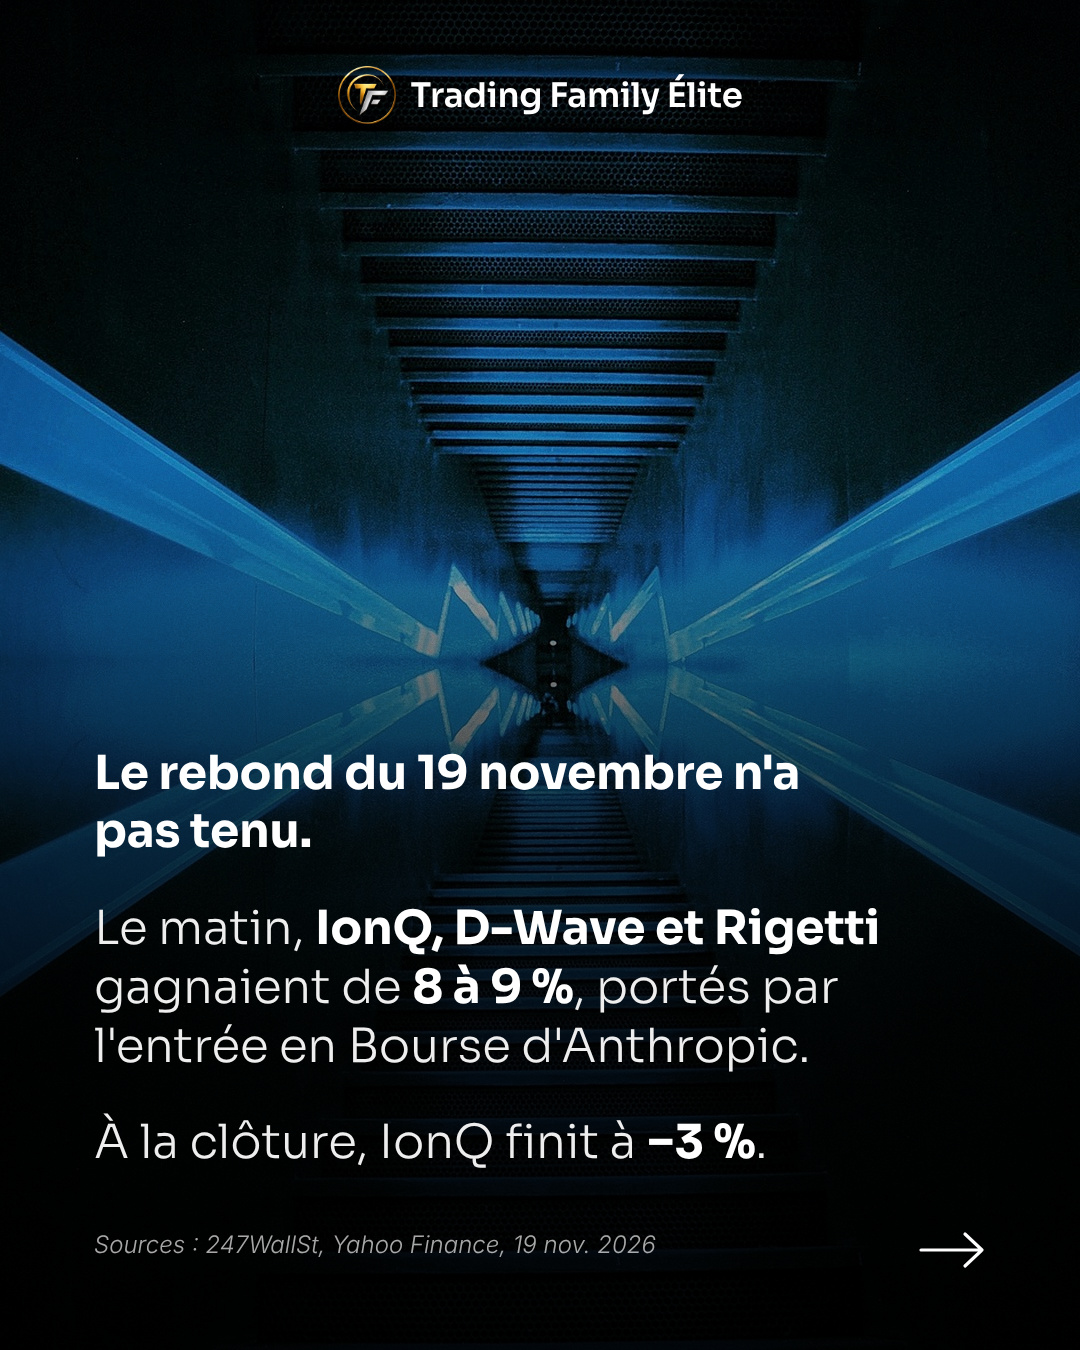 TF Trading Family Élite
Le rebond du 19 novembre n'a
pas tenu.
Le matin, IonQ, D-Wave et Rigetti
gagnaient de 8 à 9 %, portés par
l'entrée en Bourse d'Anthropic.
À la clôture, IonQ finit à −3 %.
Sources : 247WallSt, Yahoo Finance, 19 nov. 2026